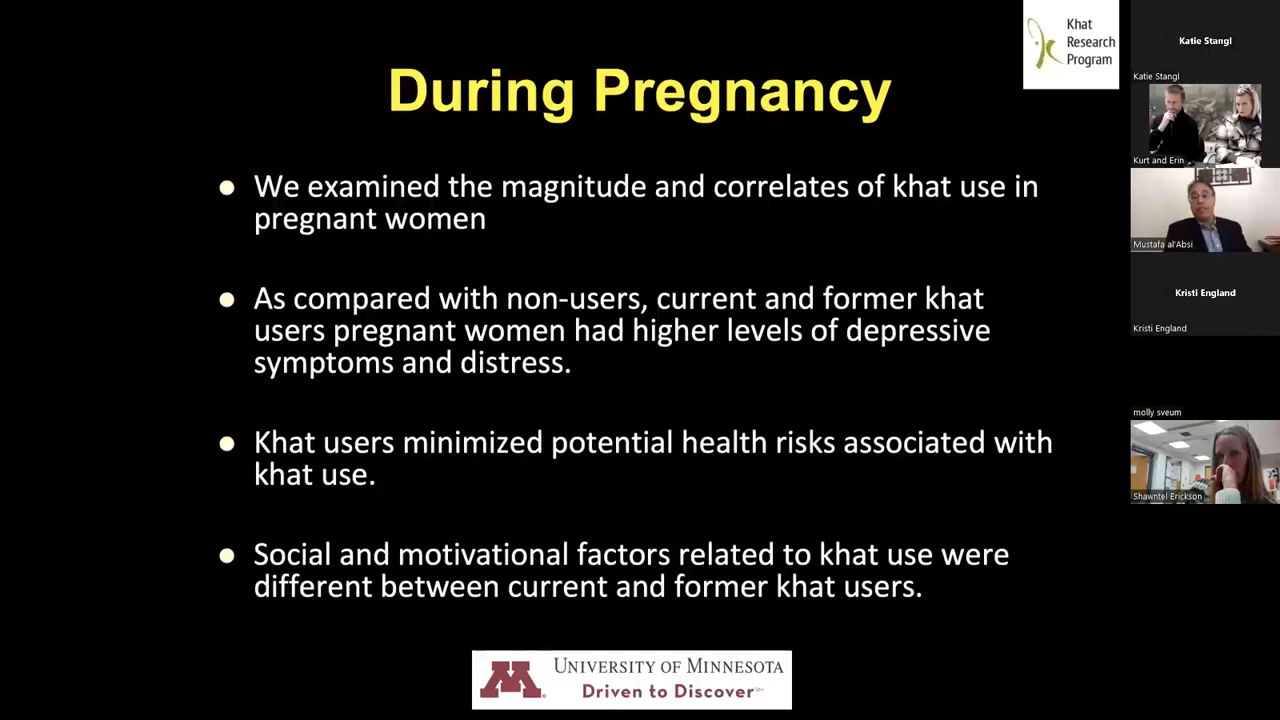 Khat
Research
Program
During Pregnancy
● We examined the magnitude and correlates of khat use in
pregnant women
● As compared with non-users, current and former khat
users pregnant women had higher levels of depressive
symptoms and distress.
● Khat users minimized potential health risks associated with
khat use.
● Social and motivational factors related to khat use were
different between current and former khat users.
M
UNIVERSITY OF MINNESOTA
Driven to Discover℠
Katie Stangl
Katie Stangl
Kurt and Erin
Mustafa al'Absi
Kristi England
Kristi England
molly sveum
Shawntel Erickson